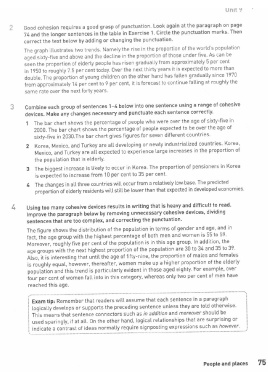 Unit 9
2 Good cohesion requires a good grasp of punctuation. Look again at the paragraph on page
14 and the longer sentences in the table in Exercise 1. Circle the punctuation marks. Then
correct the text below by adding or changing the punctuation.
The graph illustrates two trends. Namely the rise in the proportion of the world's population
aged sixty-five and above and the decline in the proportion of those under five. As can be
seen the proportion of elderly people has risen gradually from approximately 5 per cent
in 1950 to nearly 7.5 per cent today. Over the next thirty years it is expected to more than
double. The proportion of young children on the other hand has fallen gradually since 1970
from approximately 14 per cent to 9 per cent, it is forecast to continue falling at roughly the
same rate over the next forty years.
3 Combine each group of sentences 1–4 below into one sentence using a range of cohesive
devices. Make any changes necessary and punctuate each sentence correctly.
1 The bar chart shows the percentage of people who were over the age of sixty-five in
2000. The bar chart shows the percentage of people expected to be over the age of
sixty-five in 2030. The bar chart gives figures for seven different countries.
2 Korea, Mexico, and Turkey are all developing or newly industrialized countries. Korea,
Mexico, and Turkey are all expected to experience large increases in the proportion of
the population that is elderly.
3 The biggest increase is likely to occur in Korea. The proportion of pensioners in Korea
is expected to increase from 10 per cent to 35 per cent.
4 The changes in all three countries will occur from a relatively low base. The predicted
proportion of elderly residents will still be lower than that expected in developed economies.
4 Using too many cohesive devices results in writing that is heavy and difficult to read.
Improve the paragraph below by removing unnecessary cohesive devices, dividing
sentences that are too complex, and correcting the punctuation.
The figure shows the distribution of the population in terms of gender and age, and in
fact, the age group with the highest percentage of both men and women is 55 to 59.
Moreover, roughly five per cent of the population is in this age group. In addition, the
age groups with the next highest proportion of the population are 30 to 34 and 35 to 39.
Also, it is interesting that until the age of fifty-nine, the proportion of males and females
is roughly equal, however, thereafter, women make up a higher proportion of the elderly
population and this trend is particularly evident in those aged eighty. For example, over
four per cent of women fall into this category, whereas only two per cent of men have
reached this age.
Exam tip: Remember that readers will assume that each sentence in a paragraph
logically develops or supports the preceding sentence unless they are told otherwise.
This means that sentence connectors such as in addition and moreover should be
used sparingly, if at all. On the other hand, logical relationships that are surprising or
indicate a contrast of ideas normally require signposting expressions such as however.
People and places 75